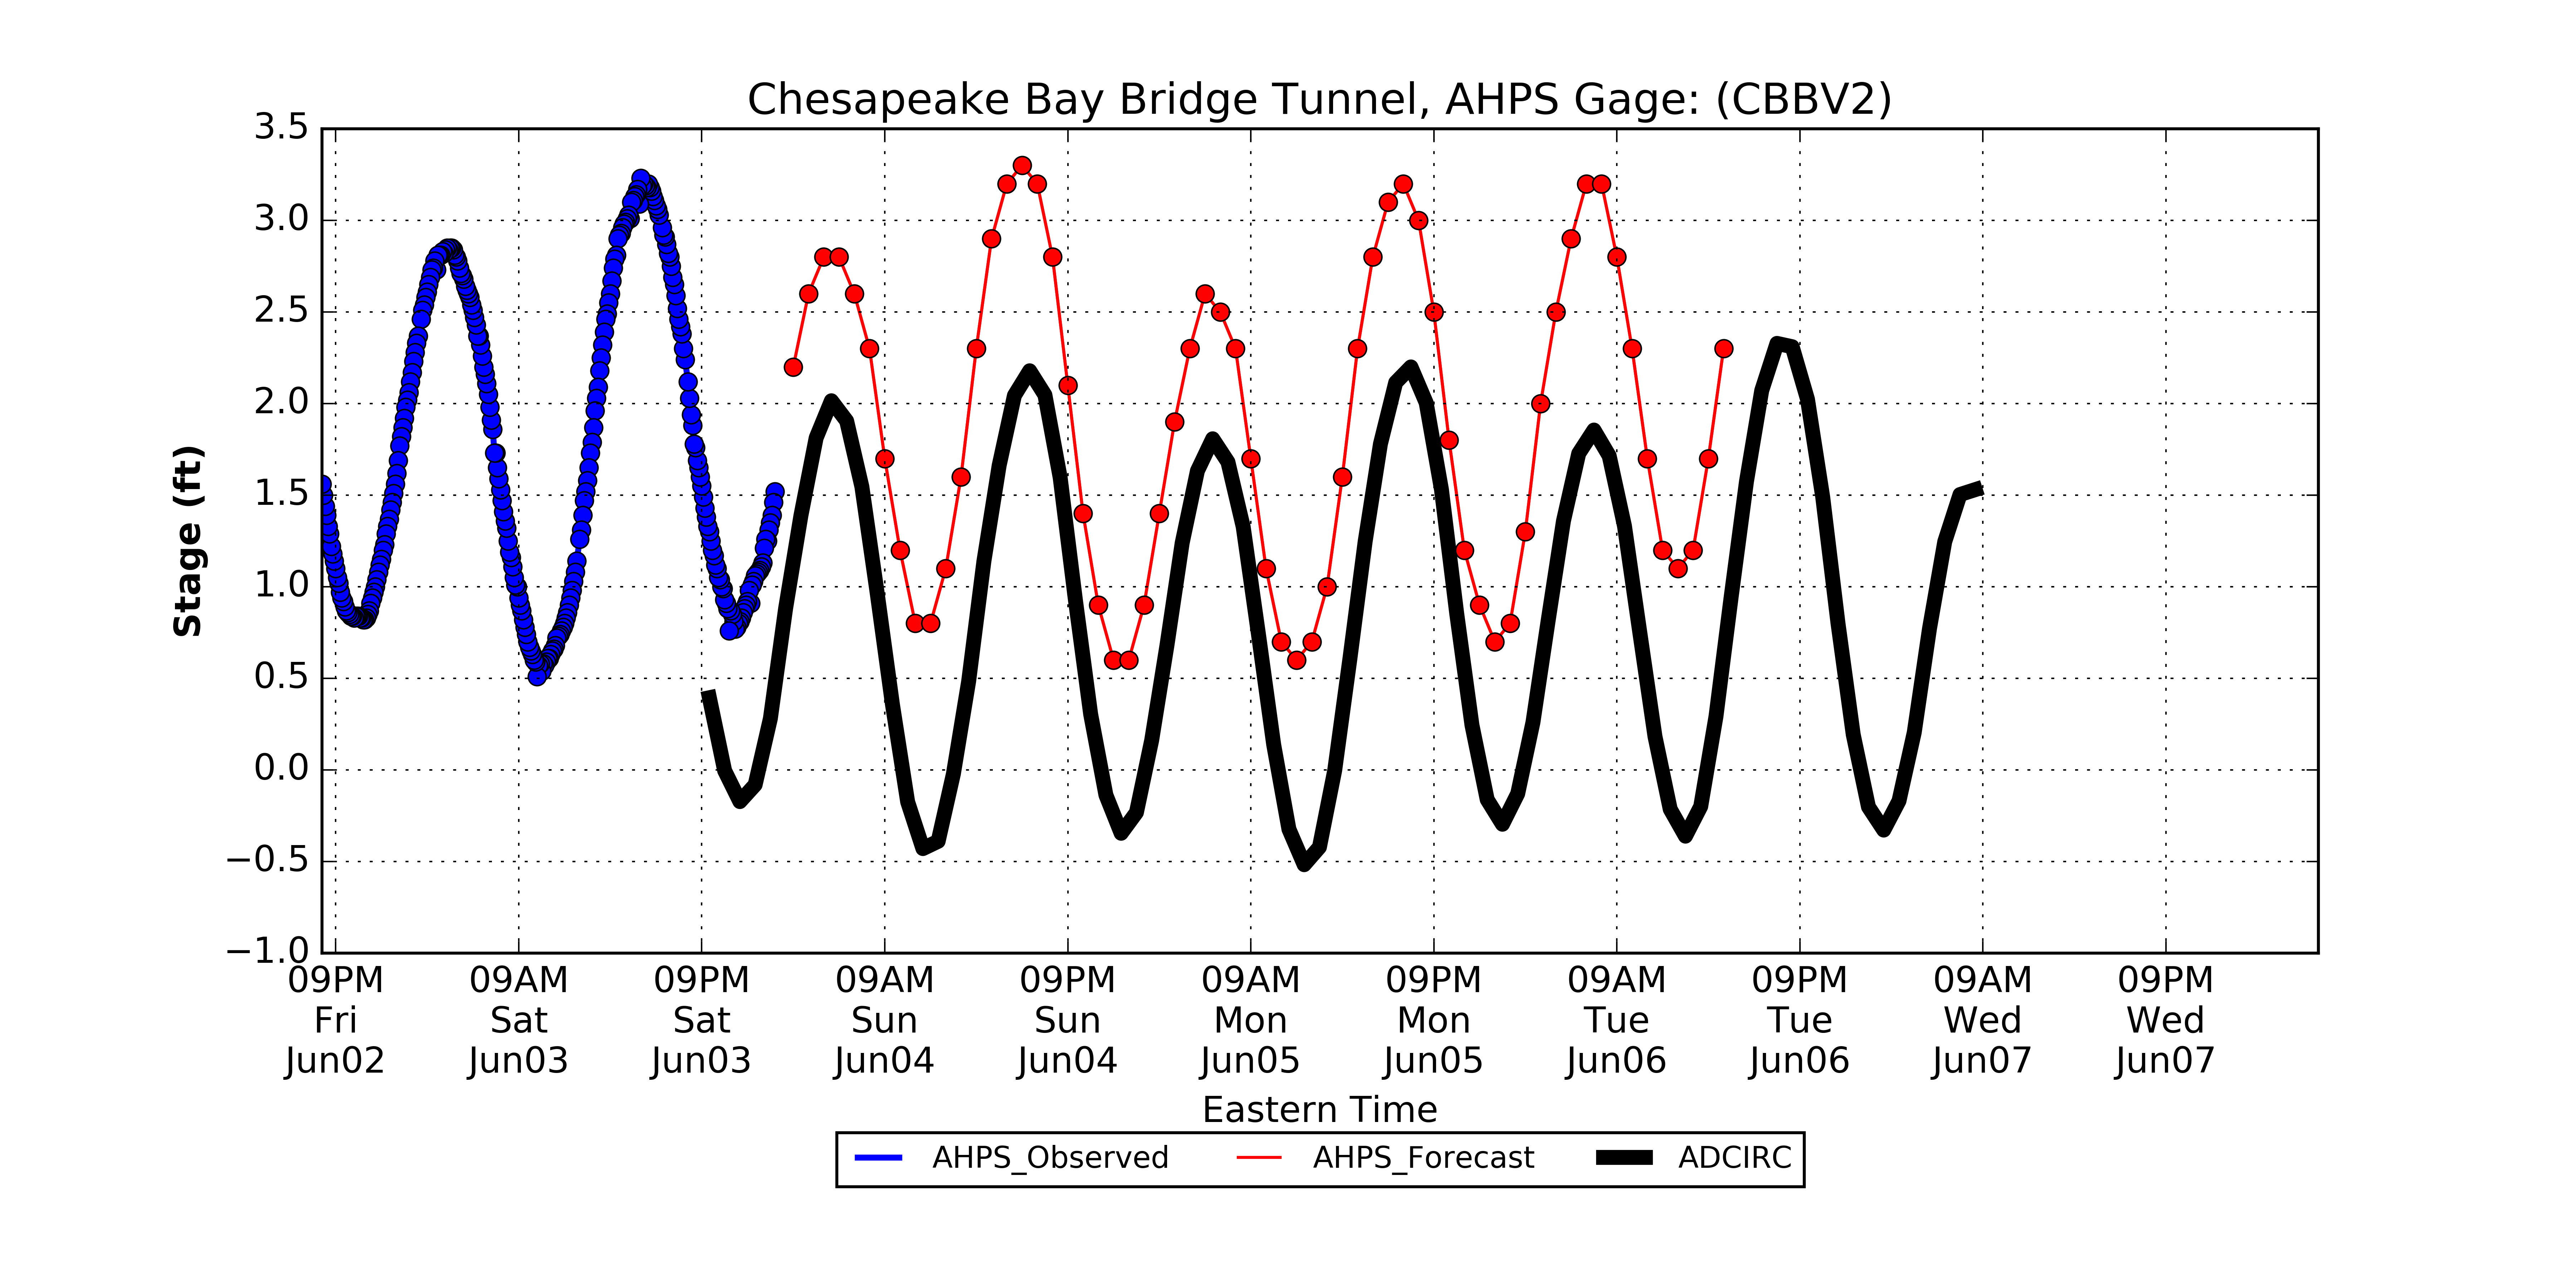 Chesapeake Bay Bridge Tunnel, AHPS Gage: (CBBV2)
3.5
3.0
2.5
2.0
1.5
1.0
0.5
0.0
−0.5
−1.0
Stage (ft)
09PM 09AM 09PM 09AM 09PM 09AM 09PM 09AM 09PM 09AM 09PM
Fri Sat Sat Sun Sun Mon Mon Tue Tue Wed Wed
Jun02 Jun03 Jun03 Jun04 Jun04 Jun05 Jun05 Jun06 Jun06 Jun07 Jun07
Eastern Time
AHPS_Observed AHPS_Forecast ADCIRC